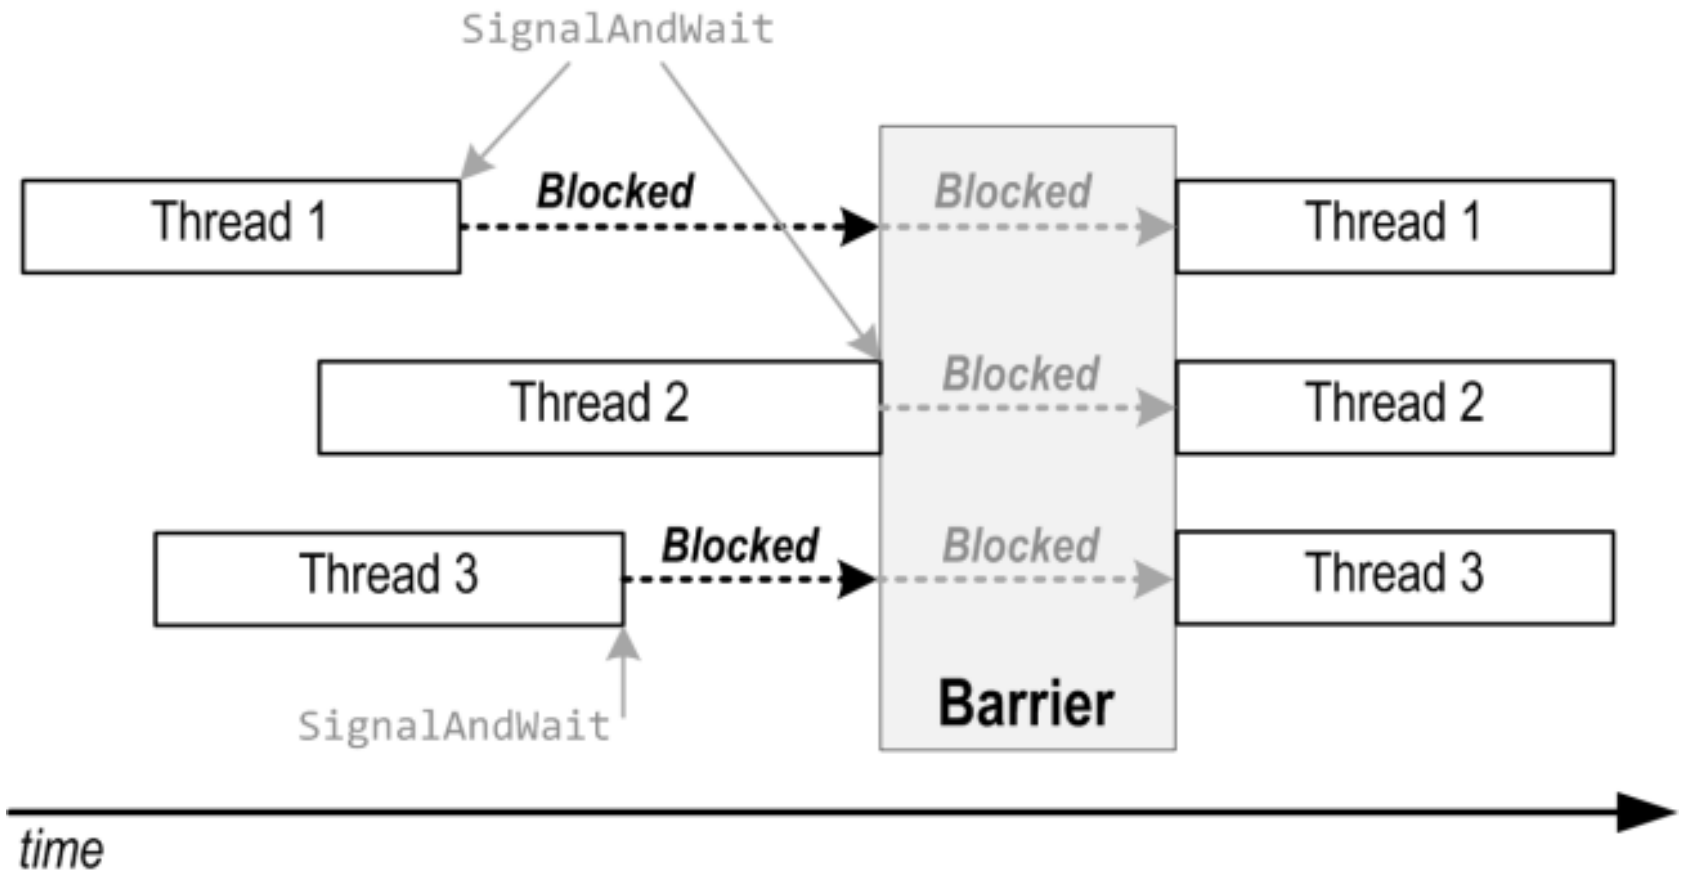 SignalAndWait
Thread 1
Blocked
Blocked
Thread 1
Thread 2
Blocked
Thread 2
Thread 3
Blocked
Blocked
Thread 3
Barrier
SignalAndWait
time